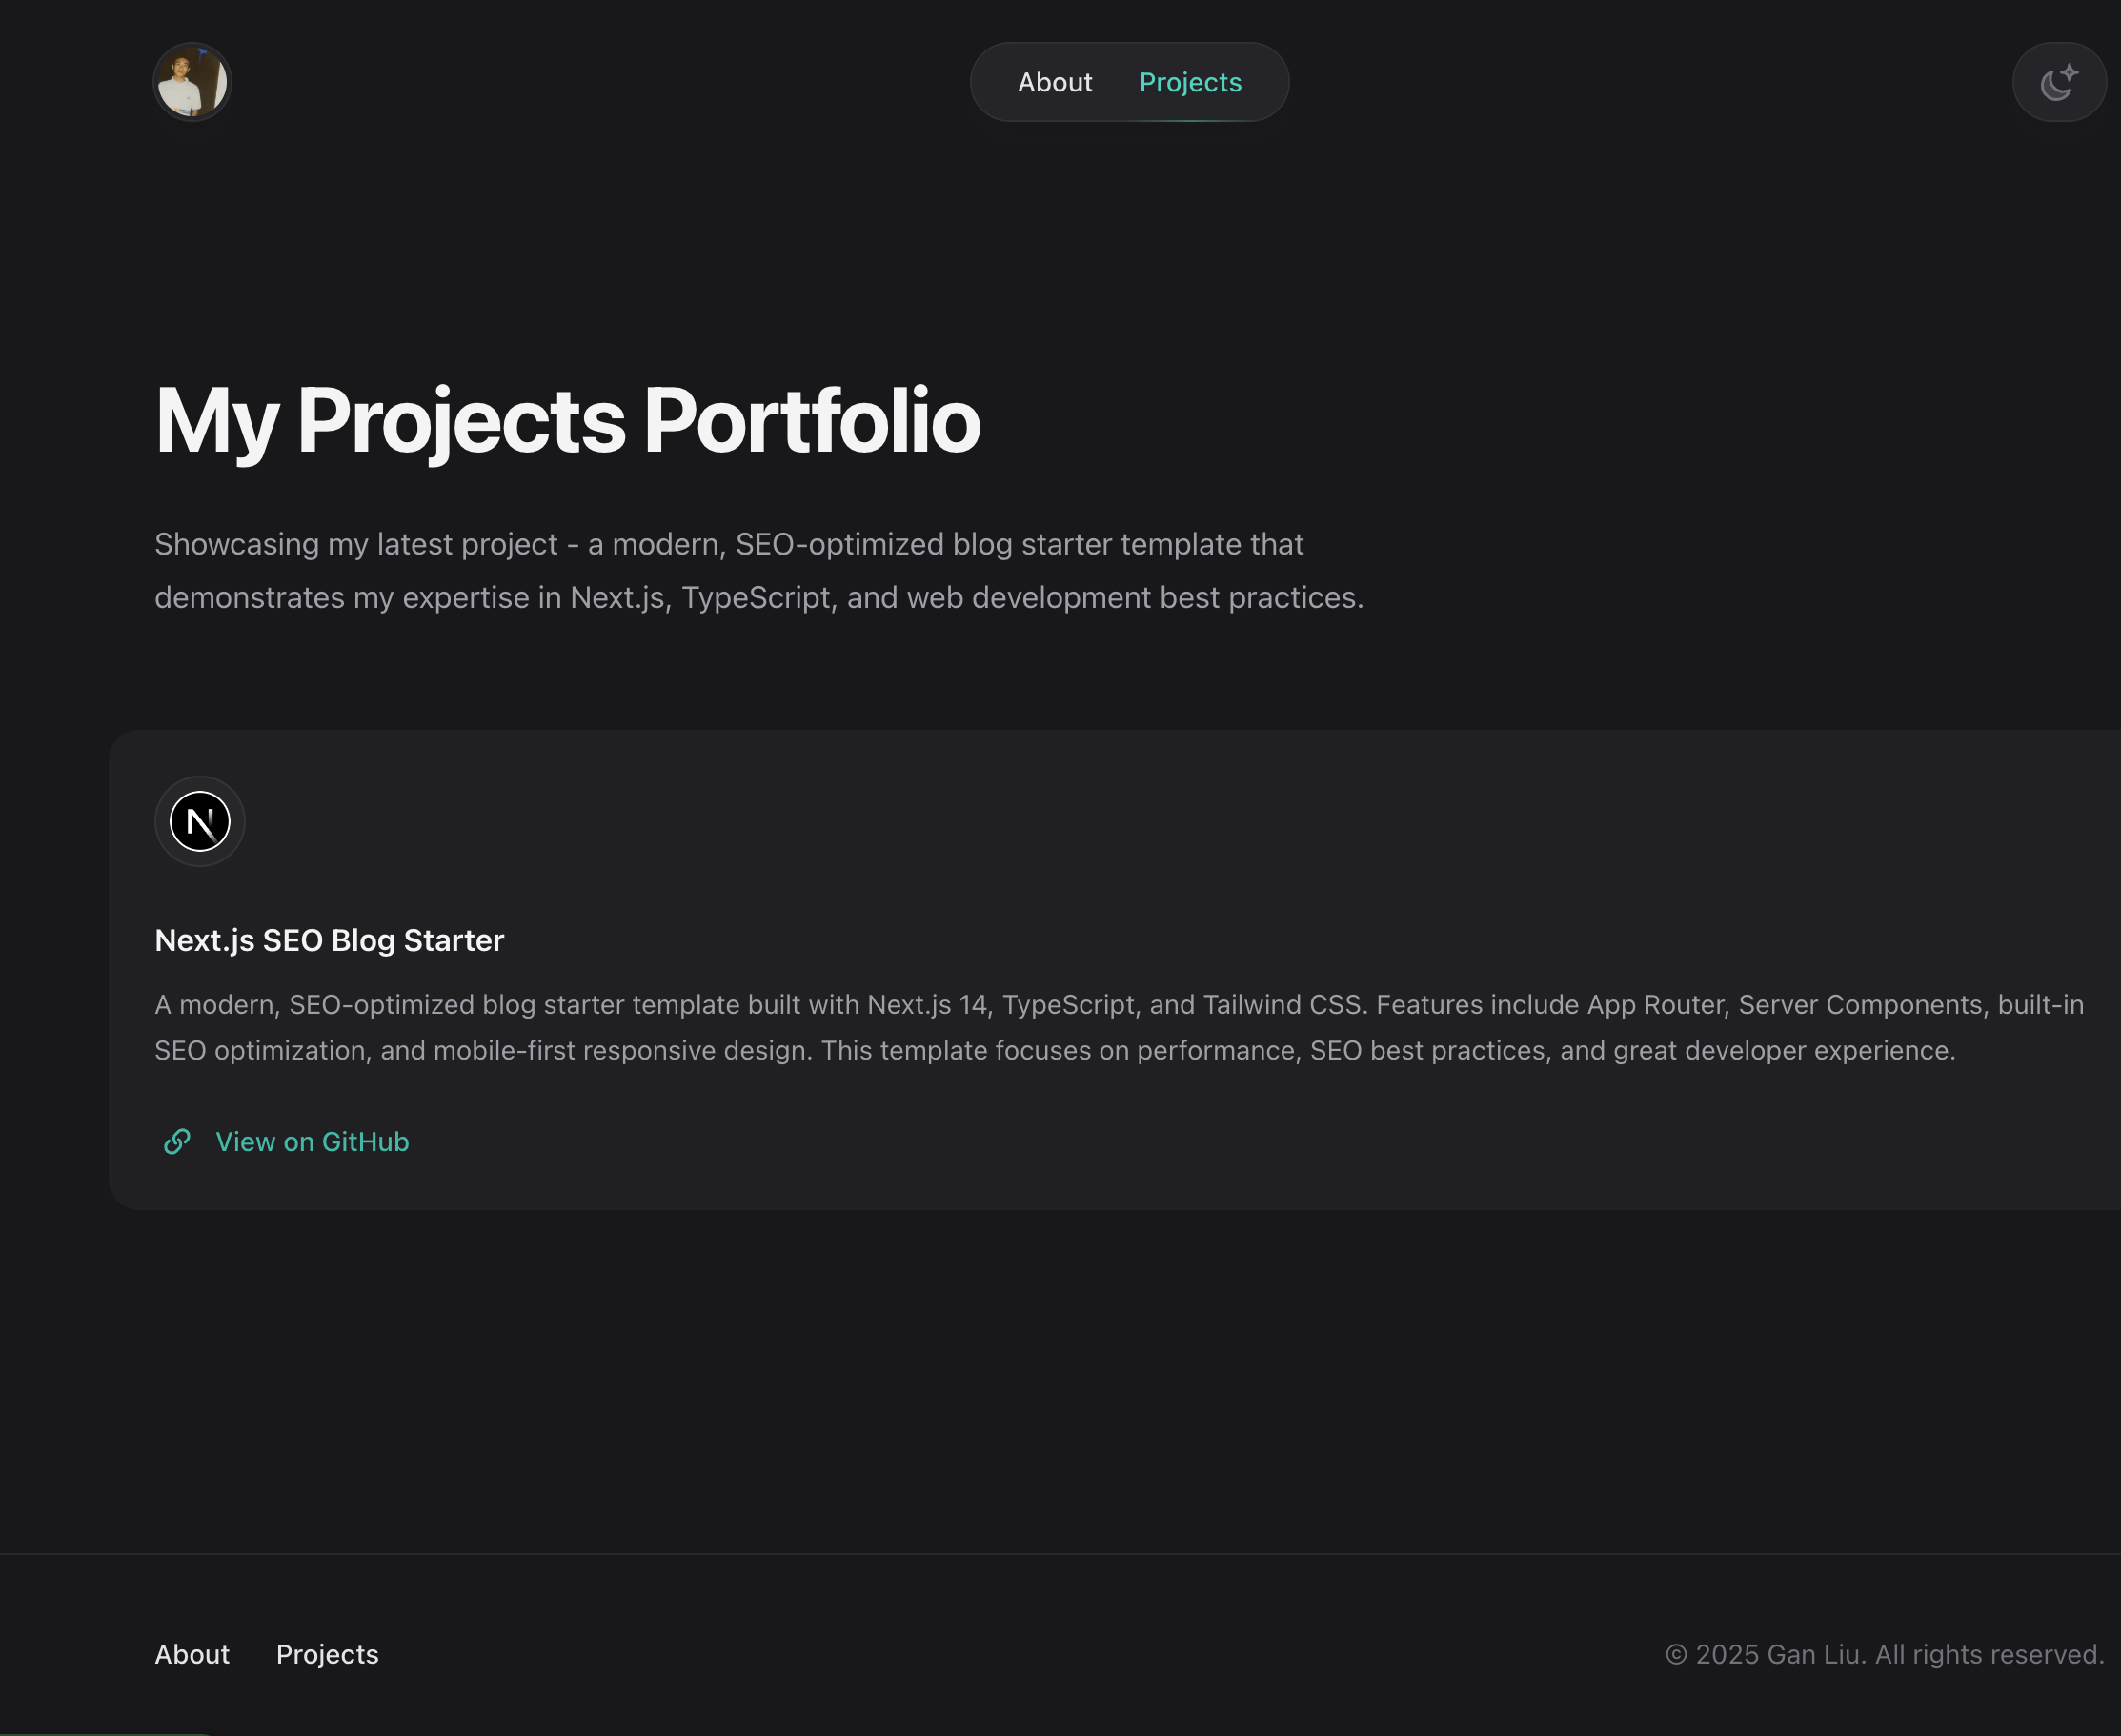 About Projects
My Projects Portfolio
Showcasing my latest project - a modern, SEO-optimized blog starter template that
demonstrates my expertise in Next.js, TypeScript, and web development best practices.
N
Next.js SEO Blog Starter
A modern, SEO-optimized blog starter template built with Next.js 14, TypeScript, and Tailwind CSS. Features include App Router, Server Components, built-in
SEO optimization, and mobile-first responsive design. This template focuses on performance, SEO best practices, and great developer experience.
View on GitHub
About Projects © 2025 Gan Liu. All rights reserved.